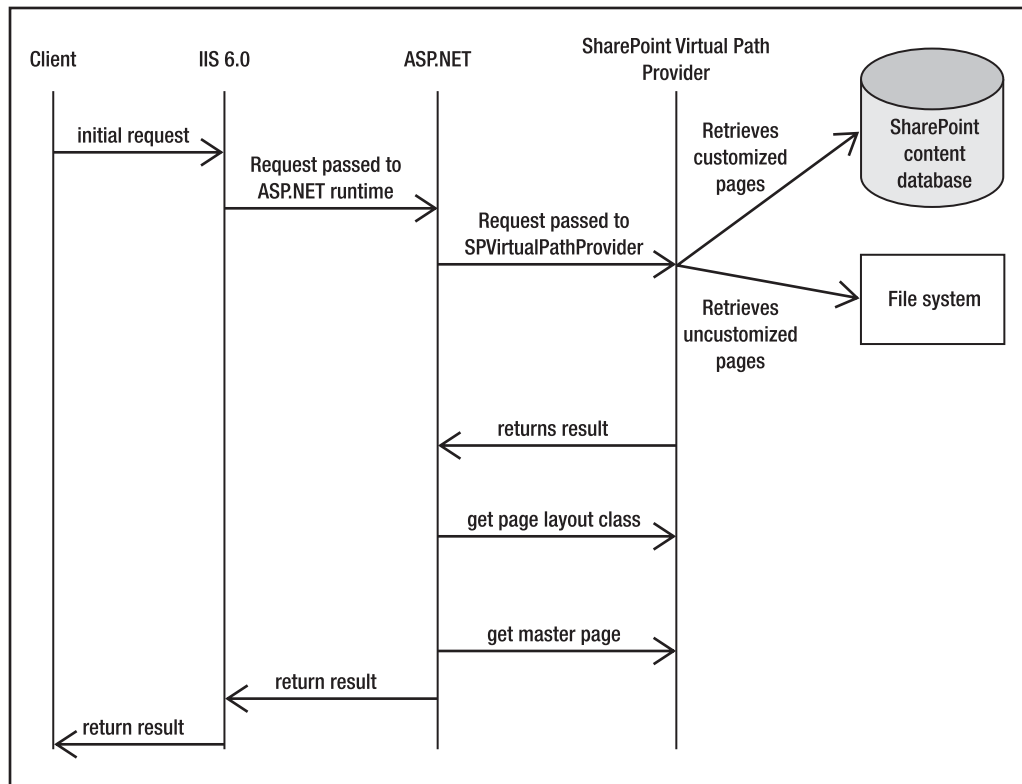 Client
IIS 6.0
ASP.NET
SharePoint Virtual Path
Provider
initial request
Request passed to
ASP.NET runtime
Request passed to
SPVirtualPathProvider
Retrieves
customized
pages
SharePoint
content
database
Retrieves
uncustomized
pages
File system
returns result
get page layout class
get master page
return result
return result